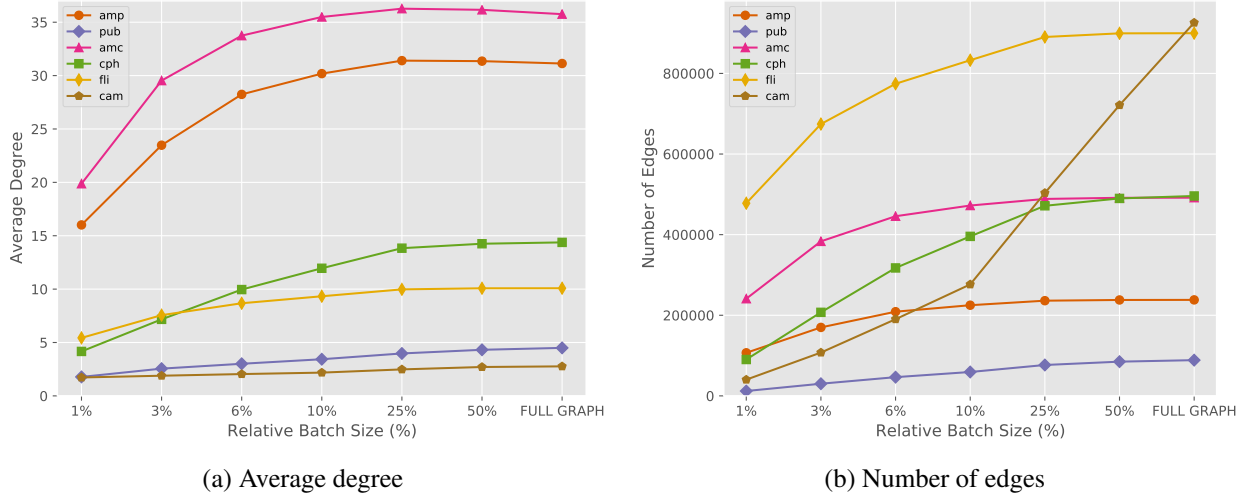 amp
pub
amc
cph
fli
cam
35
30
25
20
15
10
5
0
Average Degree
1% 3% 6% 10% 25% 50% FULL GRAPH
Relative Batch Size (%)
(a) Average degree
amp
pub
amc
cph
fli
cam
800000
600000
400000
200000
0
Number of Edges
1% 3% 6% 10% 25% 50% FULL GRAPH
Relative Batch Size (%)
(b) Number of edges